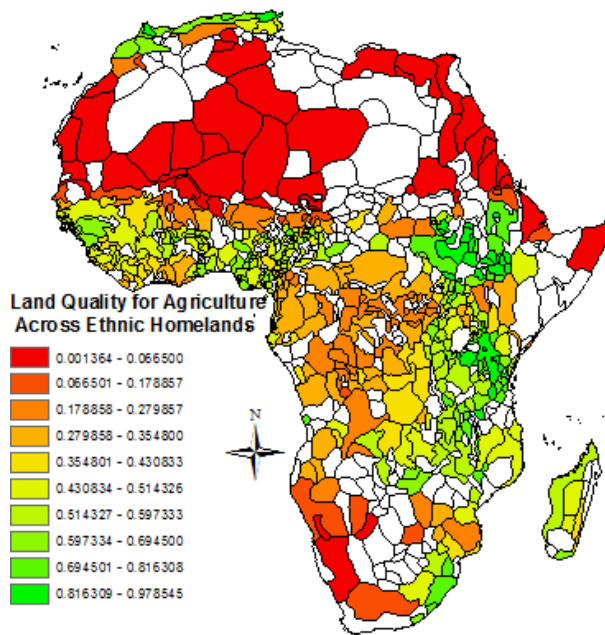 Land Quality for Agriculture
Across Ethnic Homelands
0.001364 - 0.066500
0.066501 - 0.178857
0.178858 - 0.279857
0.279858 - 0.354800
0.354801 - 0.430833
0.430834 - 0.514326
0.514327 - 0.597333
0.597334 - 0.694500
0.694501 - 0.816308
0.816309 - 0.978545
N